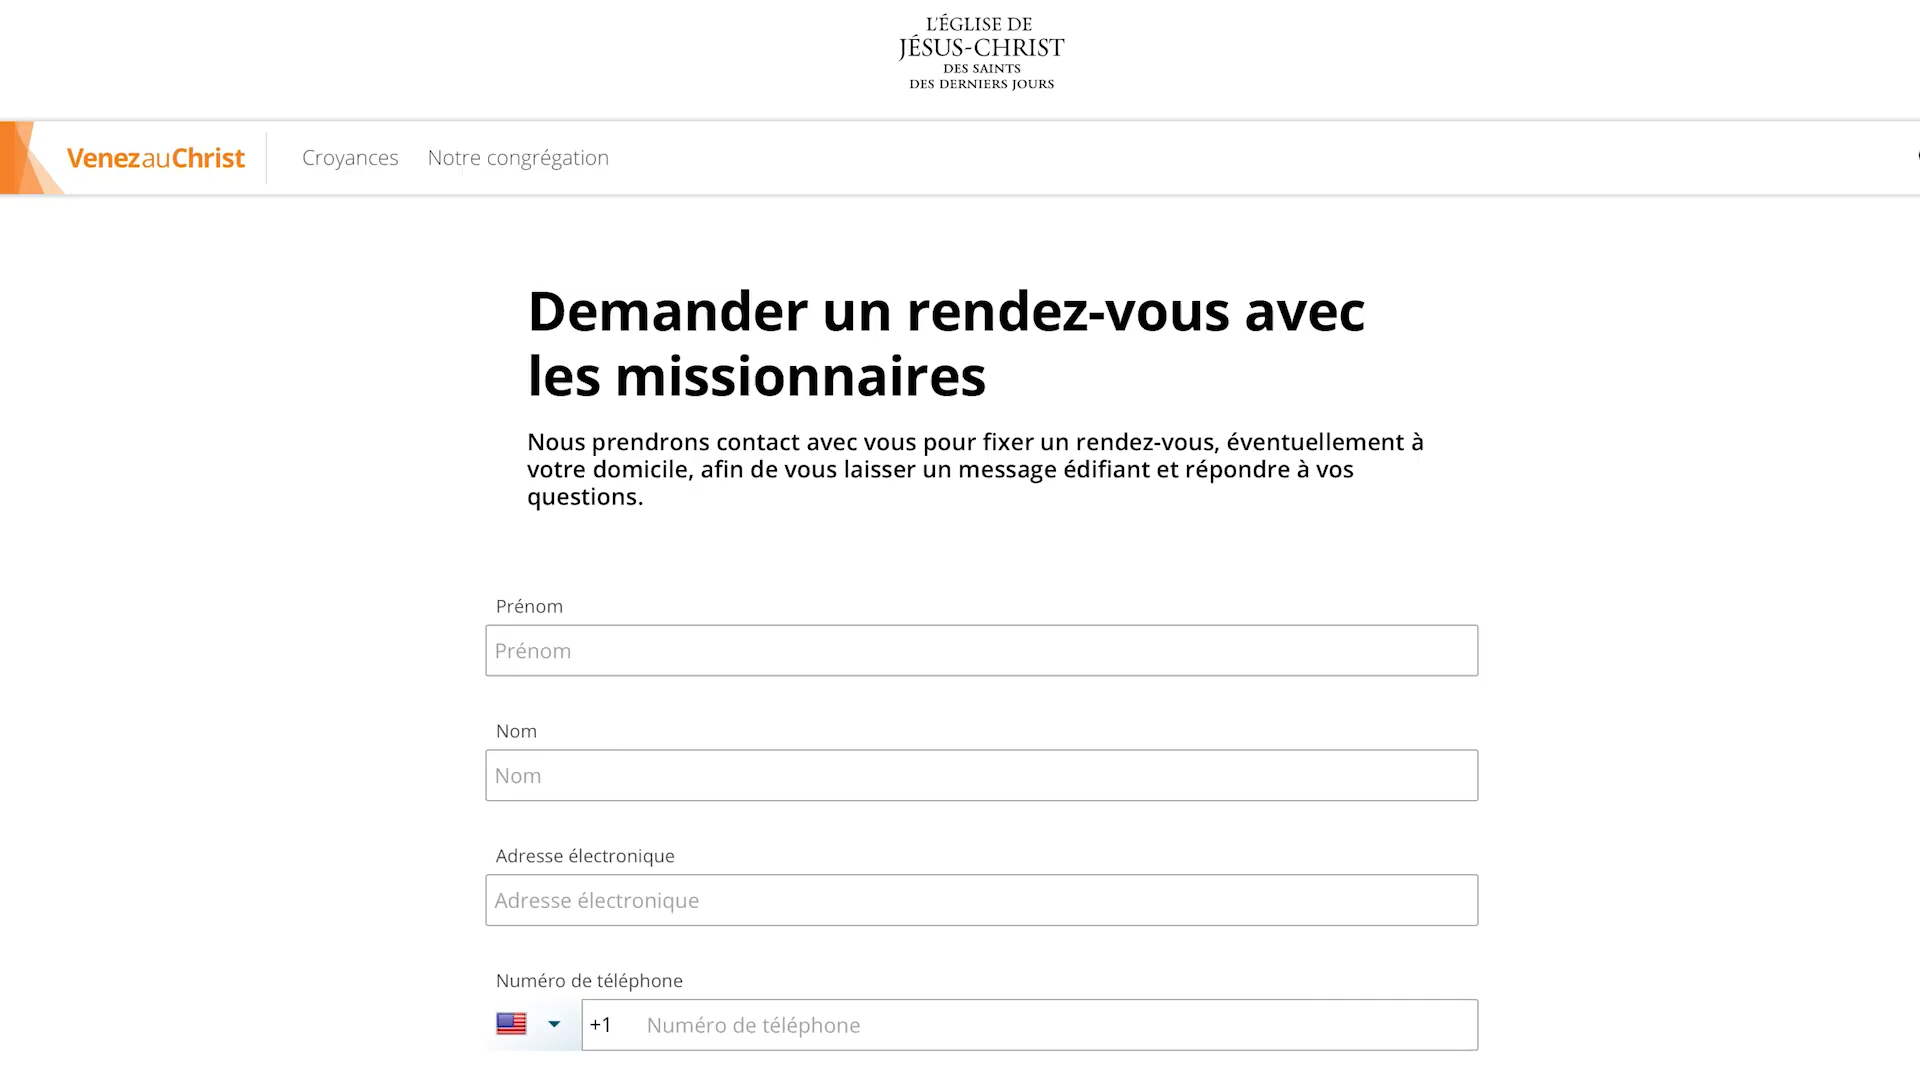 L'ÉGLISE DE
JÉSUS-CHRIST
DES SAINTS
DES DERNIERS JOURS
VenezauChrist
Croyances
Notre congrégation
Demander un rendez-vous avec
les missionnaires
Nous prendrons contact avec vous pour fixer un rendez-vous, éventuellement à
votre domicile, afin de vous laisser un message édifiant et répondre à vos
questions.
Prénom
Prénom
Nom
Nom
Adresse électronique
Adresse électronique
Numéro de téléphone
+1 Numéro de téléphone